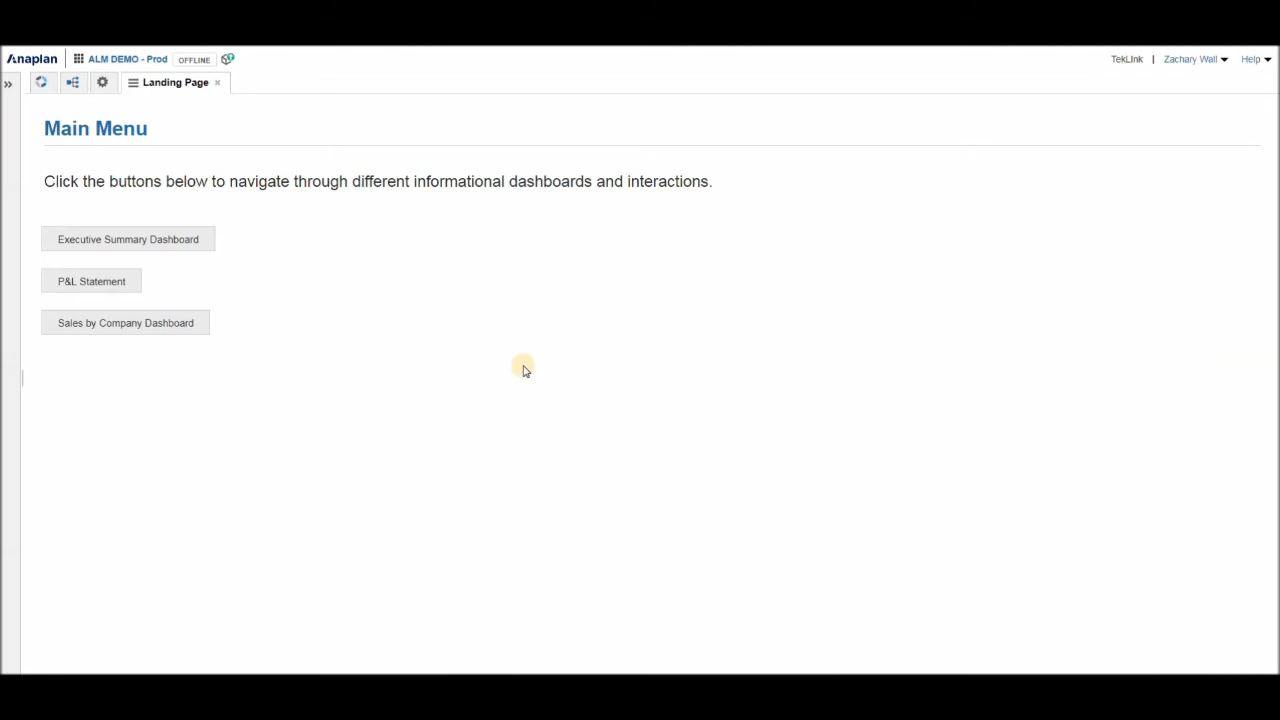 Anaplan ALM DEMO - Prod OFFLINE TekLInk | Zachary Wall Help
Landing Page ×
Main Menu
Click the buttons below to navigate through different informational dashboards and interactions.
Executive Summary Dashboard
P&L Statement
Sales by Company Dashboard